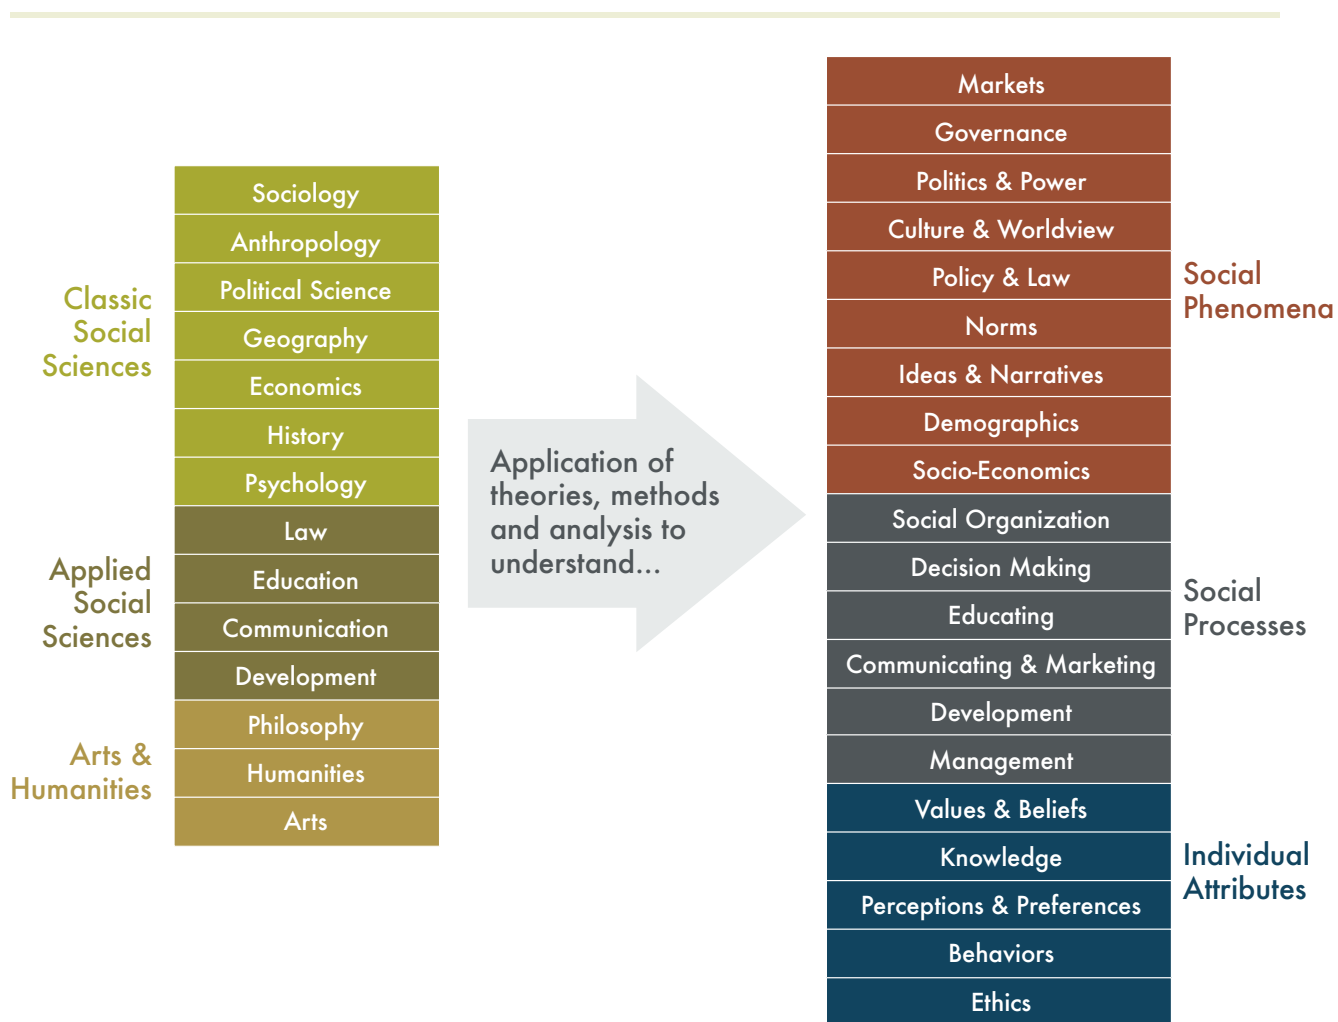 Classic
Social
Sciences
Sociology
Anthropology
Political Science
Geography
Economics
History
Psychology
Applied
Social
Sciences
Law
Education
Communication
Development
Arts &
Humanities
Philosophy
Humanities
Arts
Application of
theories, methods
and analysis to
understand...
Markets
Governance
Politics & Power
Culture & Worldview
Policy & Law
Norms
Ideas & Narratives
Demographics
Socio-Economics
Social
Phenomena
Social Organization
Decision Making
Educating
Communicating & Marketing
Development
Management
Social
Processes
Values & Beliefs
Knowledge
Perceptions & Preferences
Behaviors
Ethics
Individual
Attributes